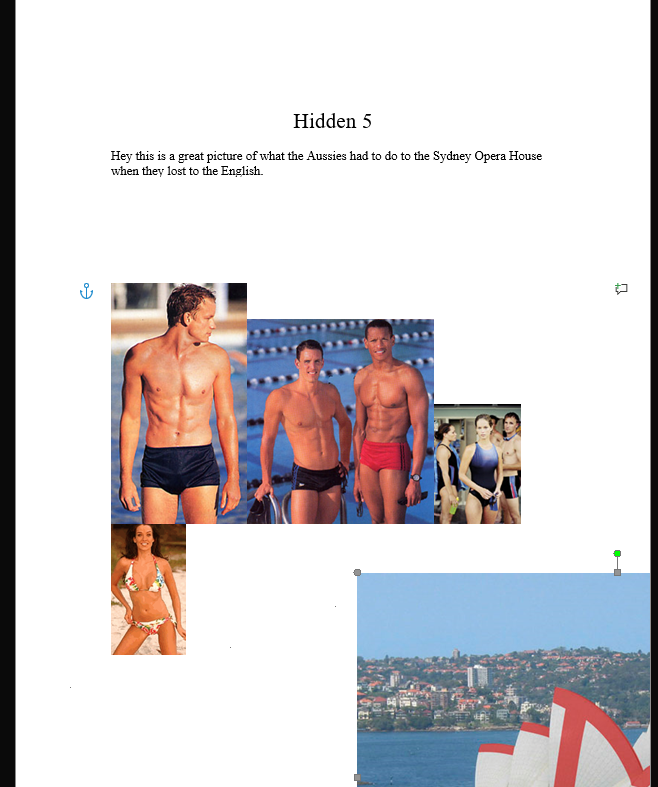 Hidden 5
Hey this is a great picture of what the Aussies had to do to the Sydney Opera House
when they lost to the English.